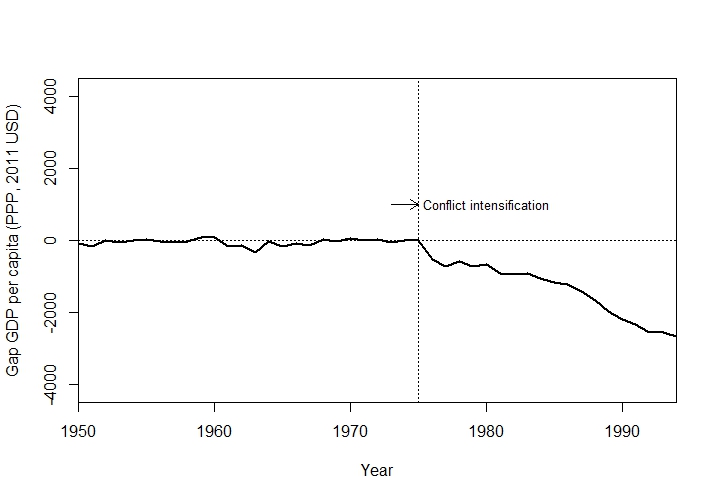 Gap GDP per capita (PPP, 2011 USD)
4000
2000
0
-2000
-4000
Conflict intensification
1950 1960 1970 1980 1990
Year